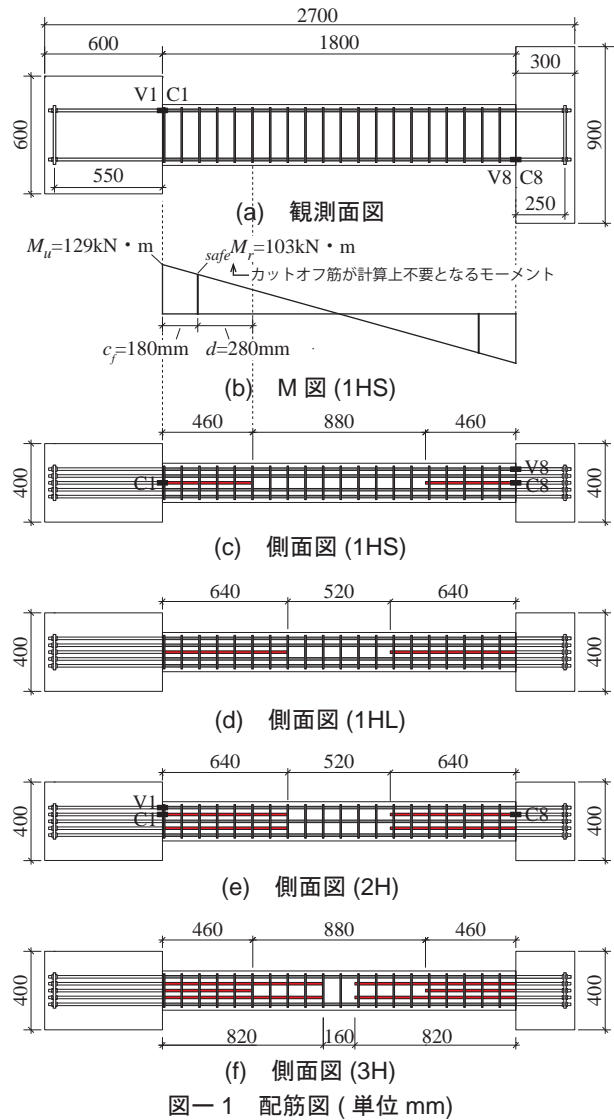 2700
600 1800
300
V1 C1
600
900
550
V8 C8
250
(a) 観測面図
Mu=129kN・m
safeMr=103kN・m
カットオフ筋が計算上不要となるモーメント
cf=180mm d=280mm
(b) M 図 (1HS)
460 880 460
400
C1
V8
C8
400
(c) 側面図 (1HS)
640 520 640
400
400
(d) 側面図 (1HL)
640 520 640
400
V1
C1
C8
400
(e) 側面図 (2H)
460 880 460
400
400
820 160 820
(f) 側面図 (3H)
図ー 1 配筋図 ( 単位 mm)